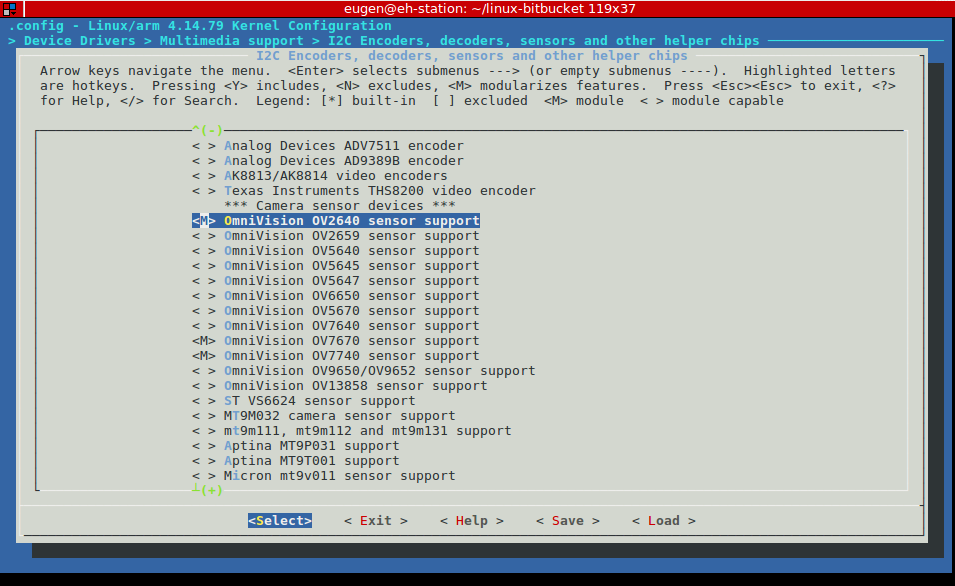 eugen@eh-station: ~/linux-bitbucket 119x37
.config - Linux/arm 4.14.79 Kernel Configuration
> Device Drivers > Multimedia support > I2C Encoders, decoders, sensors and other helper chips
I2C Encoders, decoders, sensors and other helper chips
Arrow keys navigate the menu.  <Enter> selects submenus ---> (or empty submenus ----).  Highlighted letters
are hotkeys.  Pressing <Y> includes, <N> excludes, <M> modularizes features.  Press <Esc><Esc> to exit, <?>
for Help, </> for Search.  Legend: [*] built-in  [ ] excluded  <M> module  < > module capable
^(-)
< > Analog Devices ADV7511 encoder
< > Analog Devices AD9389B encoder
< > AK8813/AK8814 video encoders
< > Texas Instruments THS8200 video encoder
*** Camera sensor devices ***
<M> OmniVision OV2640 sensor support
< > OmniVision OV2659 sensor support
< > OmniVision OV5640 sensor support
< > OmniVision OV5645 sensor support
< > OmniVision OV5647 sensor support
< > OmniVision OV6650 sensor support
< > OmniVision OV5670 sensor support
< > OmniVision OV7640 sensor support
<M> OmniVision OV7670 sensor support
<M> OmniVision OV7740 sensor support
< > OmniVision OV9650/OV9652 sensor support
< > OmniVision OV13858 sensor support
< > ST VS6624 sensor support
< > MT9M032 camera sensor support
< > mt9m111, mt9m112 and mt9m131 support
< > Aptina MT9P031 support
< > Aptina MT9T001 support
< > Micron mt9v011 sensor support
(+)
<Select>    < Exit >    < Help >    < Save >    < Load >